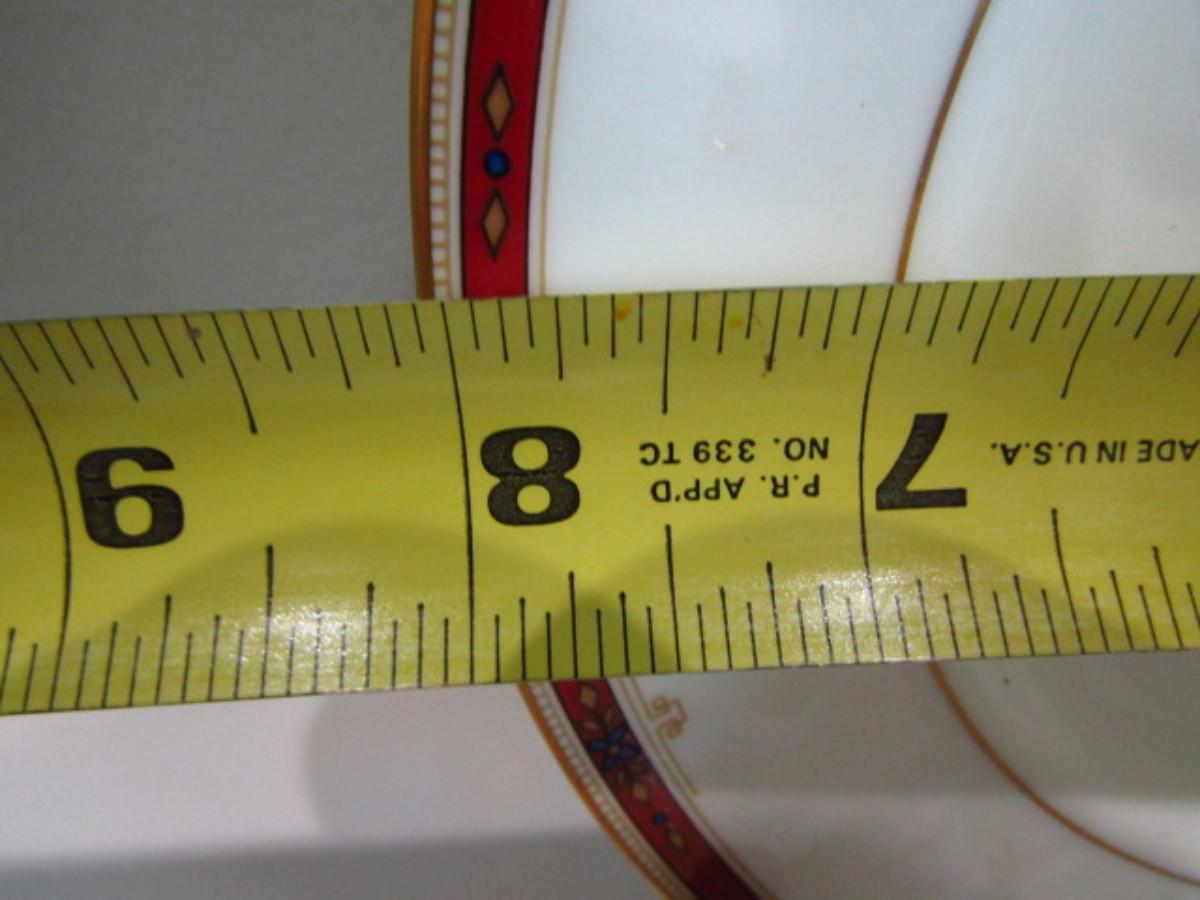 ADE IN U.S.A.
7
P.R. APP'D
NO. 339 TC
8
9